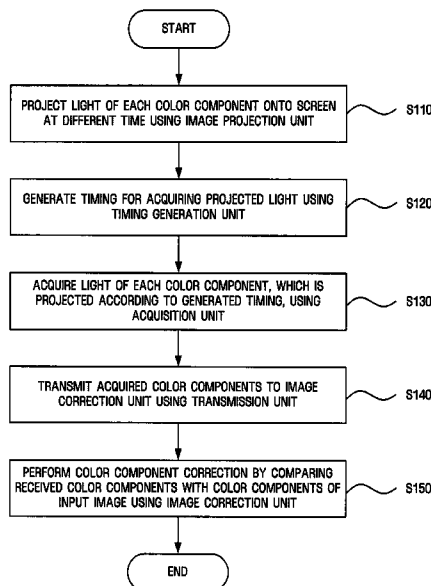 START
PROJECT LIGHT OF EACH COLOR COMPONENT ONTO SCREEN
AT DIFFERENT TIME USING IMAGE PROJECTION UNIT
S110
GENERATE TIMING FOR ACQUIRING PROJECTED LIGHT USING
TIMING GENERATION UNIT
S120
ACQUIRE LIGHT OF EACH COLOR COMPONENT, WHICH IS
PROJECTED ACCORDING TO GENERATED TIMING, USING
ACQUISITION UNIT
S130
TRANSMIT ACQUIRED COLOR COMPONENTS TO IMAGE
CORRECTION UNIT USING TRANSMISSION UNIT
S140
PERFORM COLOR COMPONENT CORRECTION BY COMPARING
RECEIVED COLOR COMPONENTS WITH COLOR COMPONENTS OF
INPUT IMAGE USING IMAGE CORRECTION UNIT
S150
END